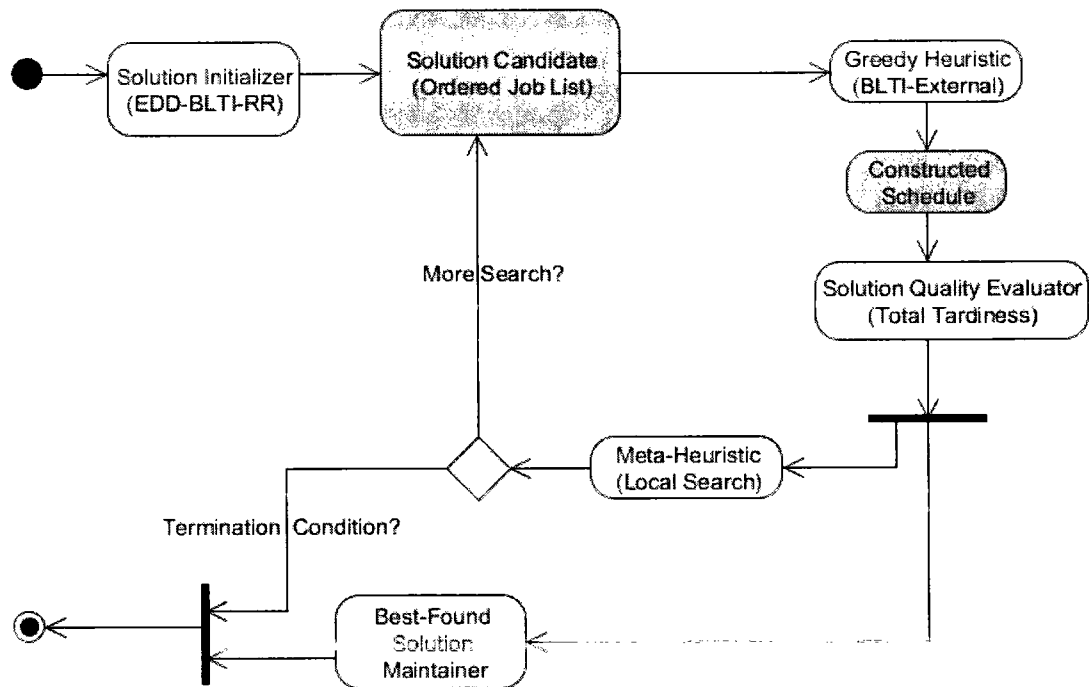 Solution Initializer
(EDD-BLTI-RR)
Solution Candidate
(Ordered Job List)
Greedy Heuristic
(BLTI-External)
Constructed
Schedule
Solution Quality Evaluator
(Total Tardiness)
More Search?
Meta-Heuristic
(Local Search)
Termination Condition?
Best-Found
Solution
Maintainer